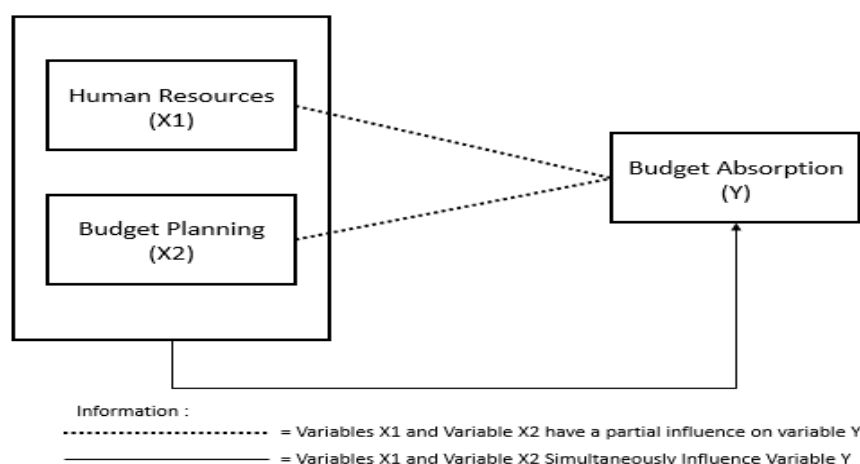 Human Resources
(X1)
Budget Planning
(X2)
Budget Absorption
(Y)
Information :
= Variables X1 and Variable X2 have a partial influence on variable Y
= Variables X1 and Variable X2 Simultaneously Influence Variable Y